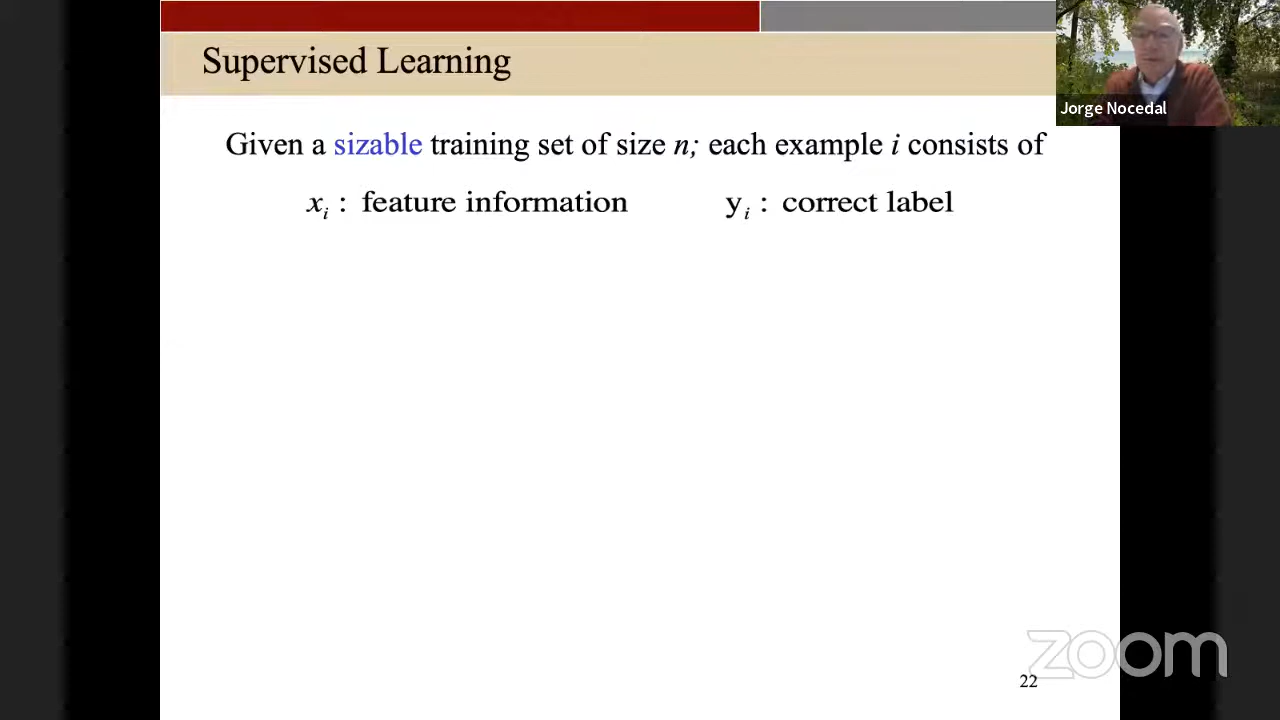 Supervised Learning
Jorge Nocedal
Given a sizable training set of size n; each example i consists of
x_i : feature information y_i : correct label
zoom
22